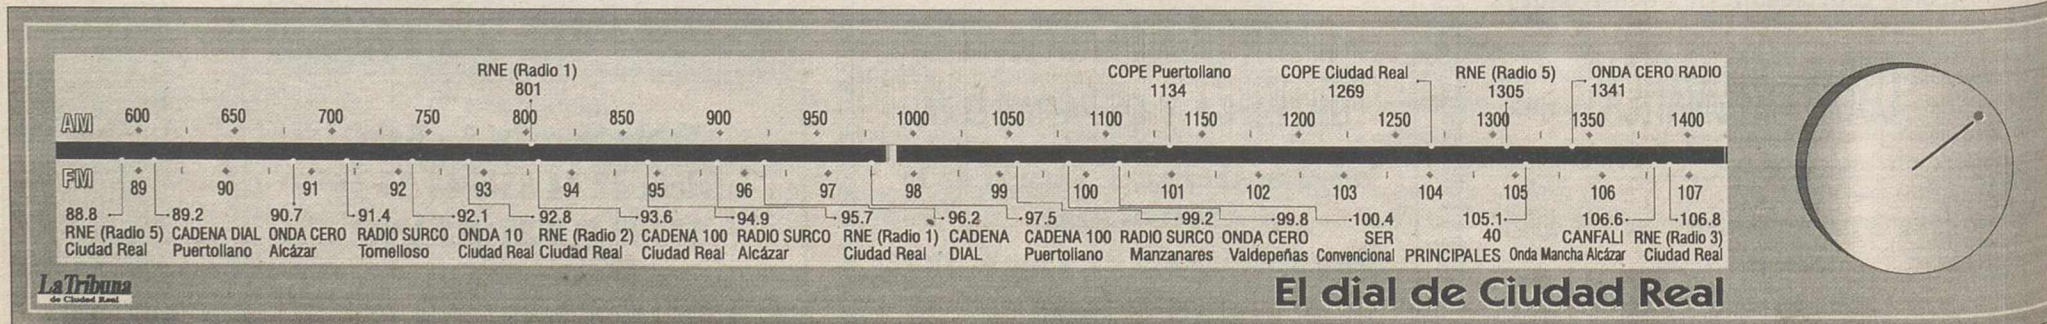 RNE (Radio 1)
801
COPE Puertollano
1134
COPE Ciudad Real
1269
RNE (Radio 5)
1305
ONDA CERO RADIO
1341
AM 600 650 700 750 800 850 900 950 1000 1050 1100 1150 1200 1250 1300 1350 1400
FM 89 90 91 92 93 94 95 96 97 98 99 100 101 102 103 104 105 106 107
88.8 89.2 90.7 91.4 92.1 92.8 93.6 94.9 95.7 96.2 97.5 99.2 99.8 100.4 105.1 106.6 106.8
RNE (Radio 5) CADENA DIAL ONDA CERO RADIO SURCO ONDA 10 RNE (Radio 2) CADENA 100 RADIO SURCO RNE (Radio 1) CADENA CADENA 100 RADIO SURCO ONDA CERO SER 40 CANFALI RNE (Radio 3)
Ciudad Real Puertollano Alcázar Tomelloso Ciudad Real Ciudad Real Ciudad Real Alcázar Ciudad Real DIAL Puertollano Manzanares Valdepeñas Convencional PRINCIPALES Onda Mancha Alcázar Ciudad Real
La Tribuna
de Ciudad Real
El dial de Ciudad Real